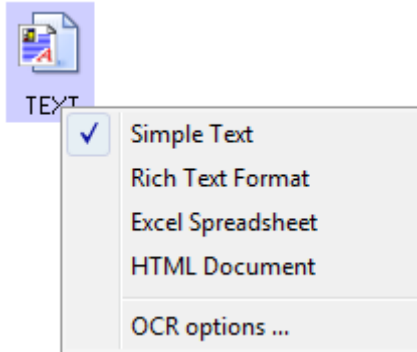 TEXT
Simple Text
Rich Text Format
Excel Spreadsheet
HTML Document
OCR options ...